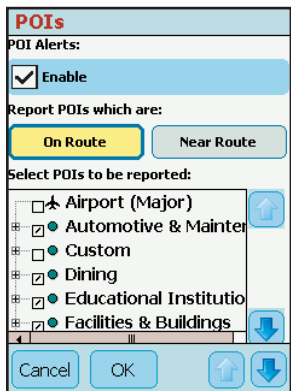 POIs
POI Alerts:
Enable
Report POIs which are:
On Route Near Route
Select POIs to be reported:
Airport (Major)
Automotive & Mainter
Custom
Dining
Educational Institutio
Facilities & Buildings
Cancel OK